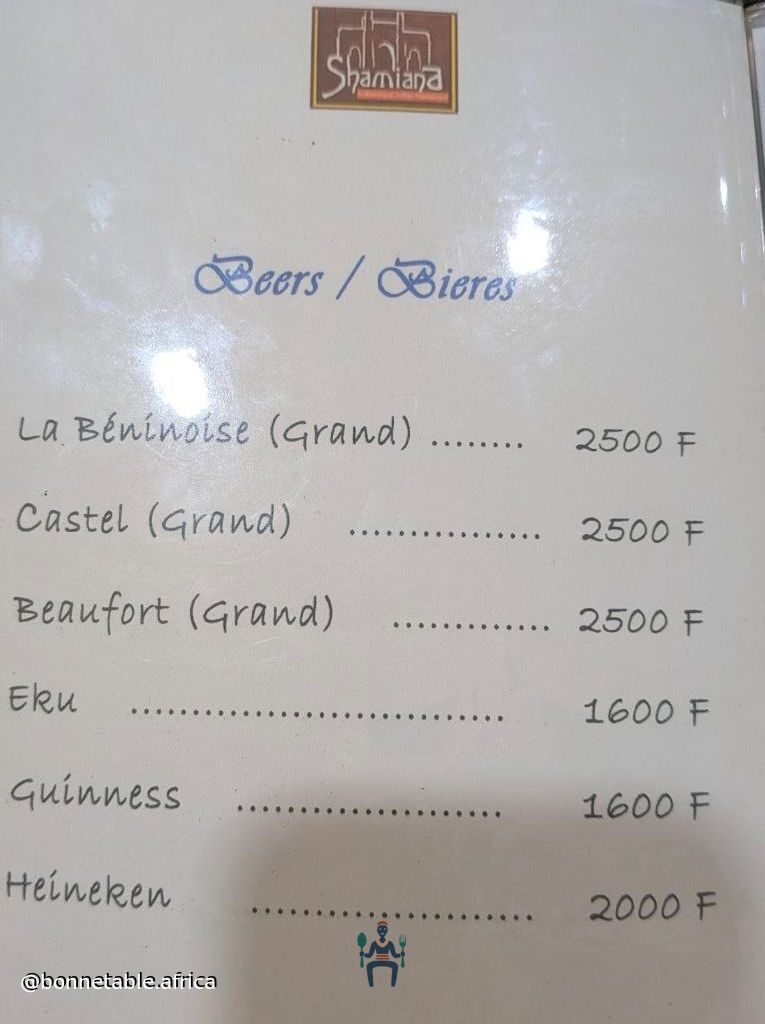 Shamiana
Beers / Bieres
La Béninoise (Grand) ........ 2500 F
Castel (Grand) ................ 2500 F
Beaufort (Grand) ............. 2500 F
Eku ............................... 1600 F
Guinness ...................... 1600 F
Heineken ........................ 2000 F
@bonnetable.africa